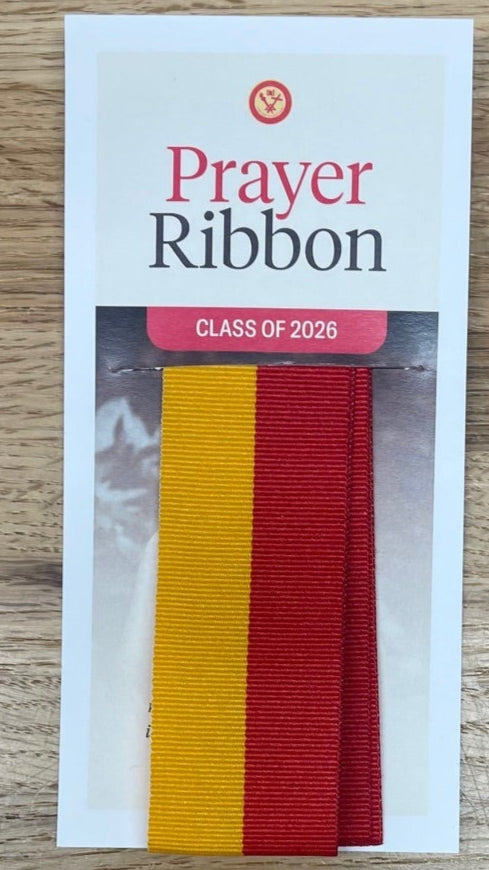 Prayer
Ribbon
CLASS OF 2026